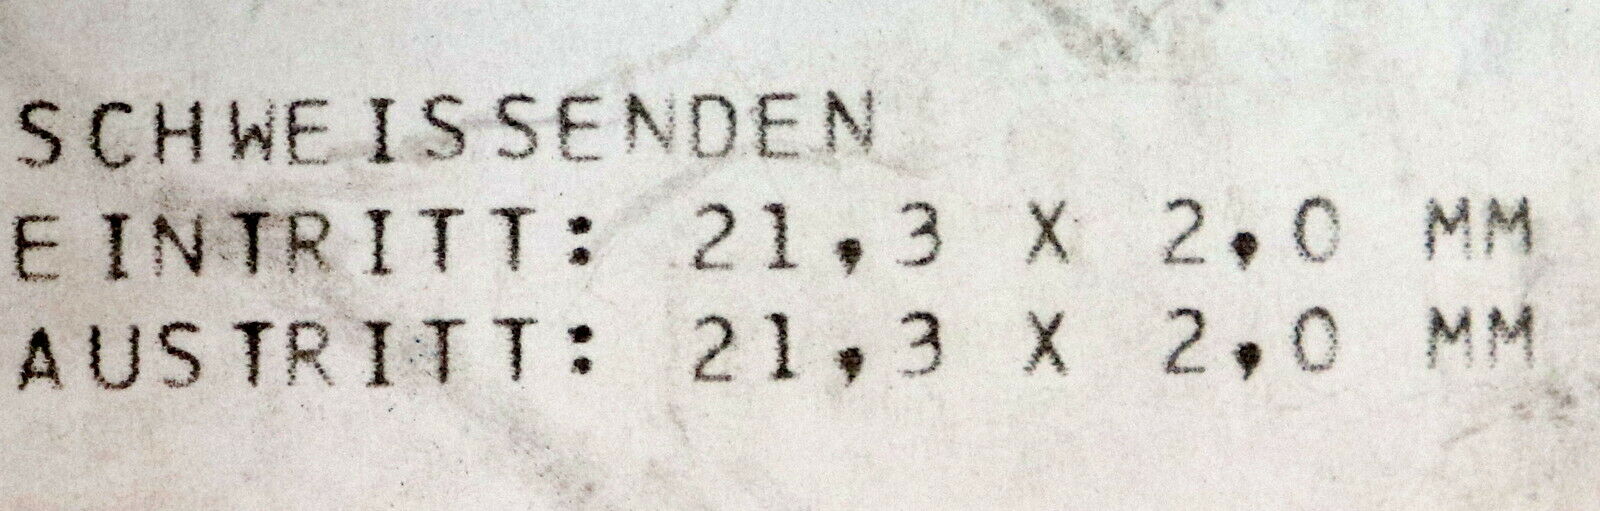 SCHWEISSENDEN
EINTRITT: 21,3 X 2,0 MM
AUSTRITT: 21,3 X 2,0 MM